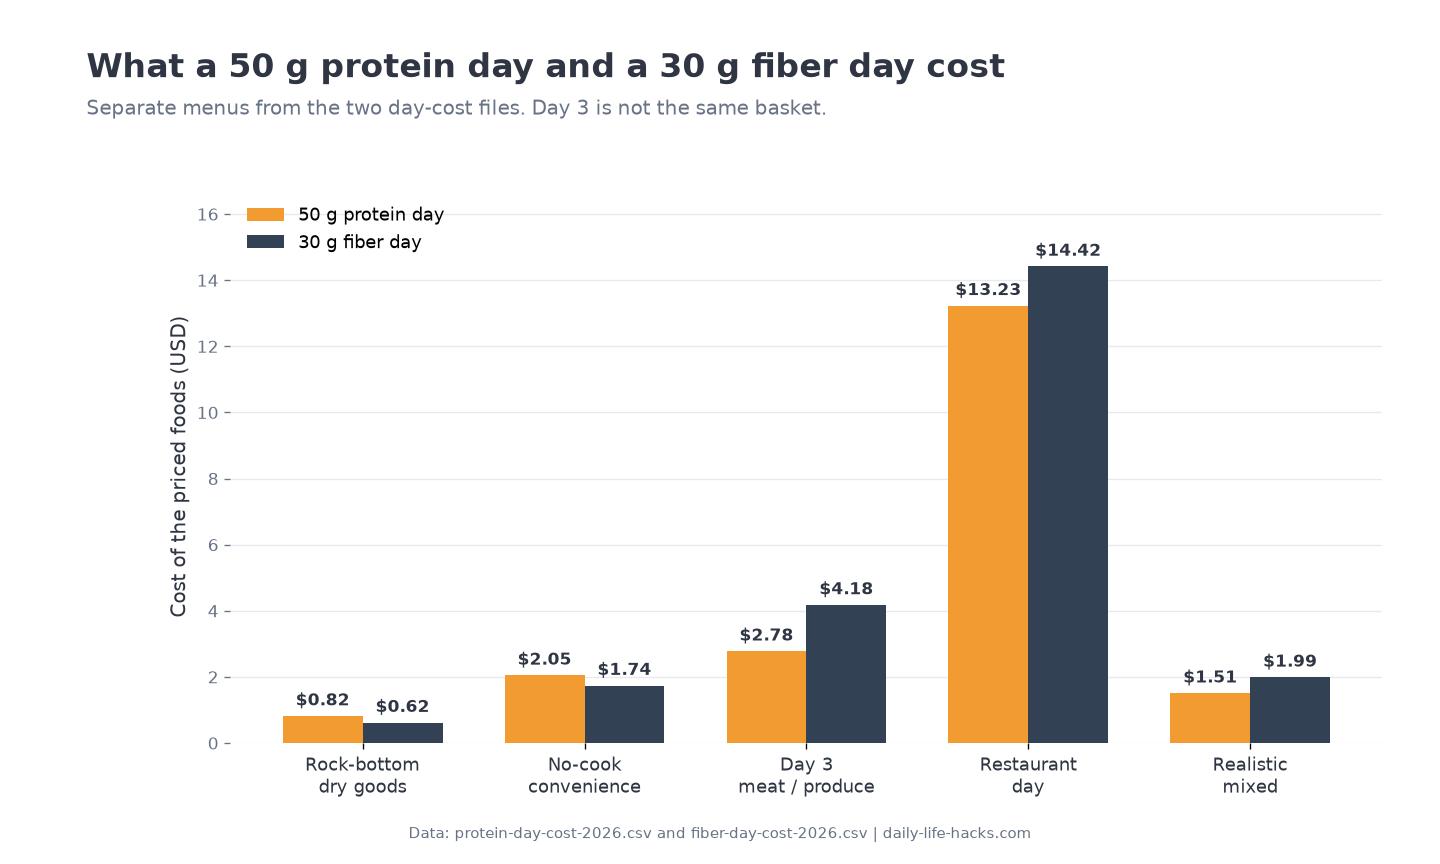 What a 50 g protein day and a 30 g fiber day cost
Separate menus from the two day-cost files. Day 3 is not the same basket.
50 g protein day
30 g fiber day
Cost of the priced foods (USD)
16
14
12
10
8
6
4
2
0
$0.82
$0.62
$2.05
$1.74
$2.78
$4.18
$13.23
$14.42
$1.51
$1.99
Rock-bottom
dry goods
No-cook
convenience
Day 3
meat / produce
Restaurant
day
Realistic
mixed
Data: protein-day-cost-2026.csv and fiber-day-cost-2026.csv | daily-life-hacks.com